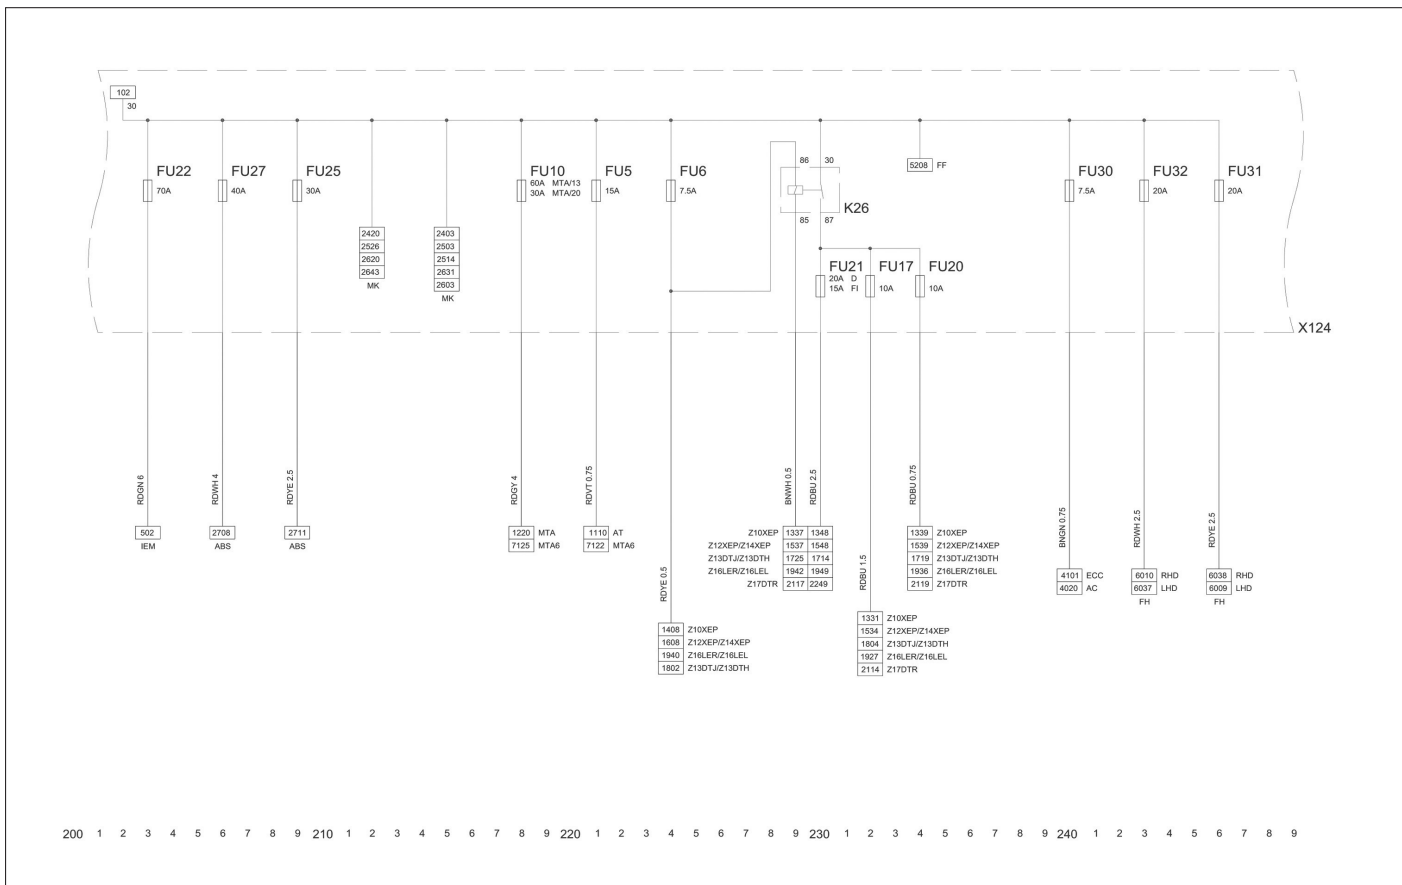 102
30
86 30
5208 FF
FU22 FU27 FU25 FU10 FU5 FU6 FU30 FU32 FU31
70A 40A 30A 60A MTA/13 15A 7.5A 7.5A 20A 20A
30A MTA/20
K26
85 87
2420 2403
2526 2503
2620 2514
2643 2631
MK 2603
MK
FU21 FU17 FU20
20A D 10A 10A
15A FI
X124
RDGN 6
RDWH 4
RDYE 2.5
RDGY 4
RDVT 0.75
RDYE 0.5
BNWH 0.5
RDBU 2.5
RDBU 1.5
RDBU 0.75
BNGN 0.75
RDWH 2.5
RDYE 2.5
502
IEM
2708
ABS
2711
ABS
1220 MTA
7125 MTA6
1110 AT
7122 MTA6
Z10XEP 1337 1348
Z12XEP/Z14XEP 1537 1548
Z13DTJ/Z13DTH 1725 1714
Z16LER/Z16LEL 1942 1949
Z17DTR 2117 2249
1339 Z10XEP
1539 Z12XEP/Z14XEP
1719 Z13DTJ/Z13DTH
1936 Z16LER/Z16LEL
2119 Z17DTR
4101 ECC
4020 AC
6010 RHD
6037 LHD
FH
6038 RHD
6009 LHD
FH
1408 Z10XEP
1608 Z12XEP/Z14XEP
1940 Z16LER/Z16LEL
1802 Z13DTJ/Z13DTH
1331 Z10XEP
1534 Z12XEP/Z14XEP
1804 Z13DTJ/Z13DTH
1927 Z16LER/Z16LEL
2114 Z17DTR
200 1 2 3 4 5 6 7 8 9 210 1 2 3 4 5 6 7 8 9 220 1 2 3 4 5 6 7 8 9 230 1 2 3 4 5 6 7 8 9 240 1 2 3 4 5 6 7 8 9